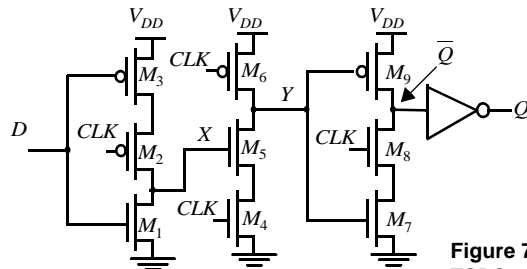 V_DD V_DD V_DD
CLK M_3 M_6 M_9 Q̅
D CLK M_2 X M_5 Y CLK M_8 Q
M_1 CLK M_4 M_7
Figure 7